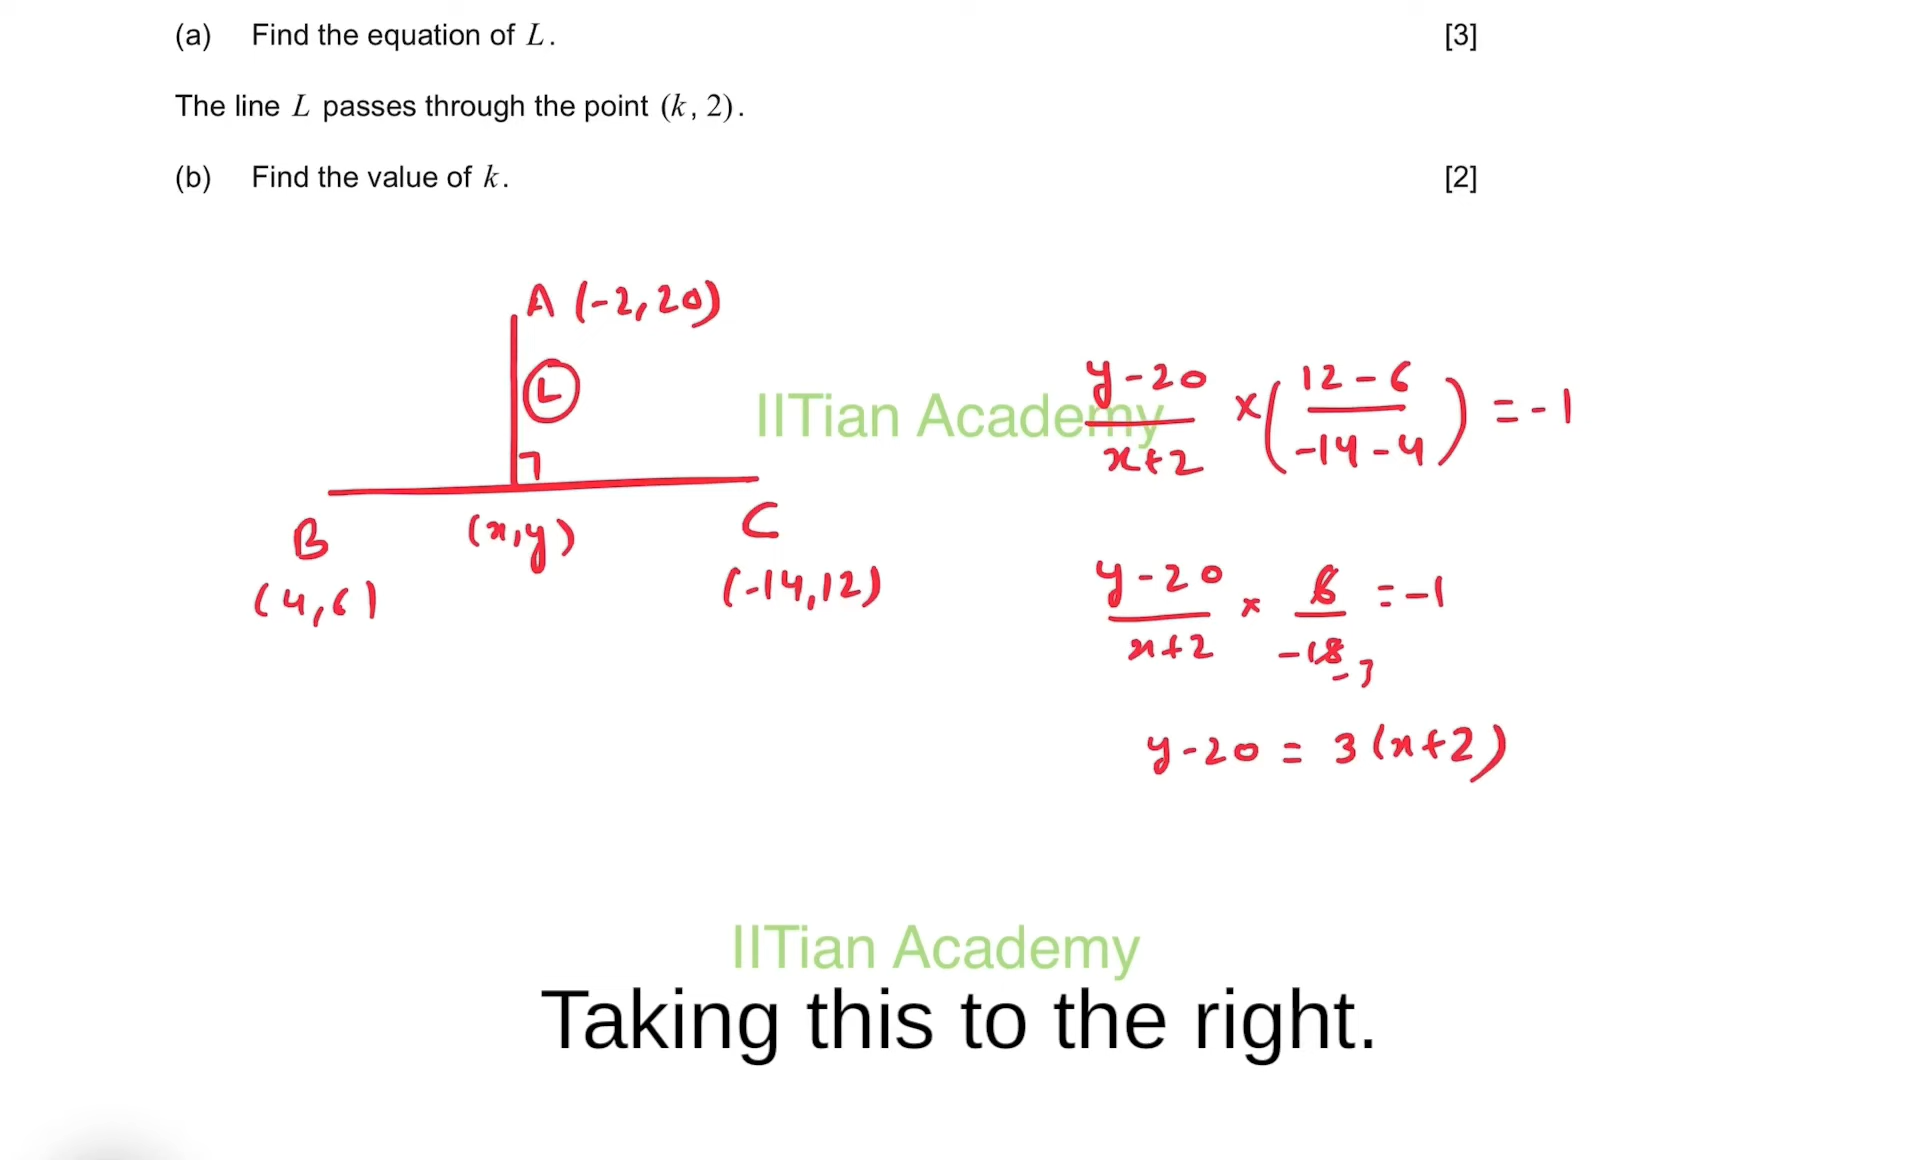 (a) Find the equation of L. [3]
The line L passes through the point (k, 2).
(b) Find the value of k. [2]
A (-2, 20)
L
B
(4, 6)
(x, y)
C
(-14, 12)
IITian Academy
y-20/x+2 × (12-6/-14-4) = -1
y-20/x+2 × 6/-18 = -1
-3
y-20 = 3(x+2)
IITian Academy
Taking this to the right.